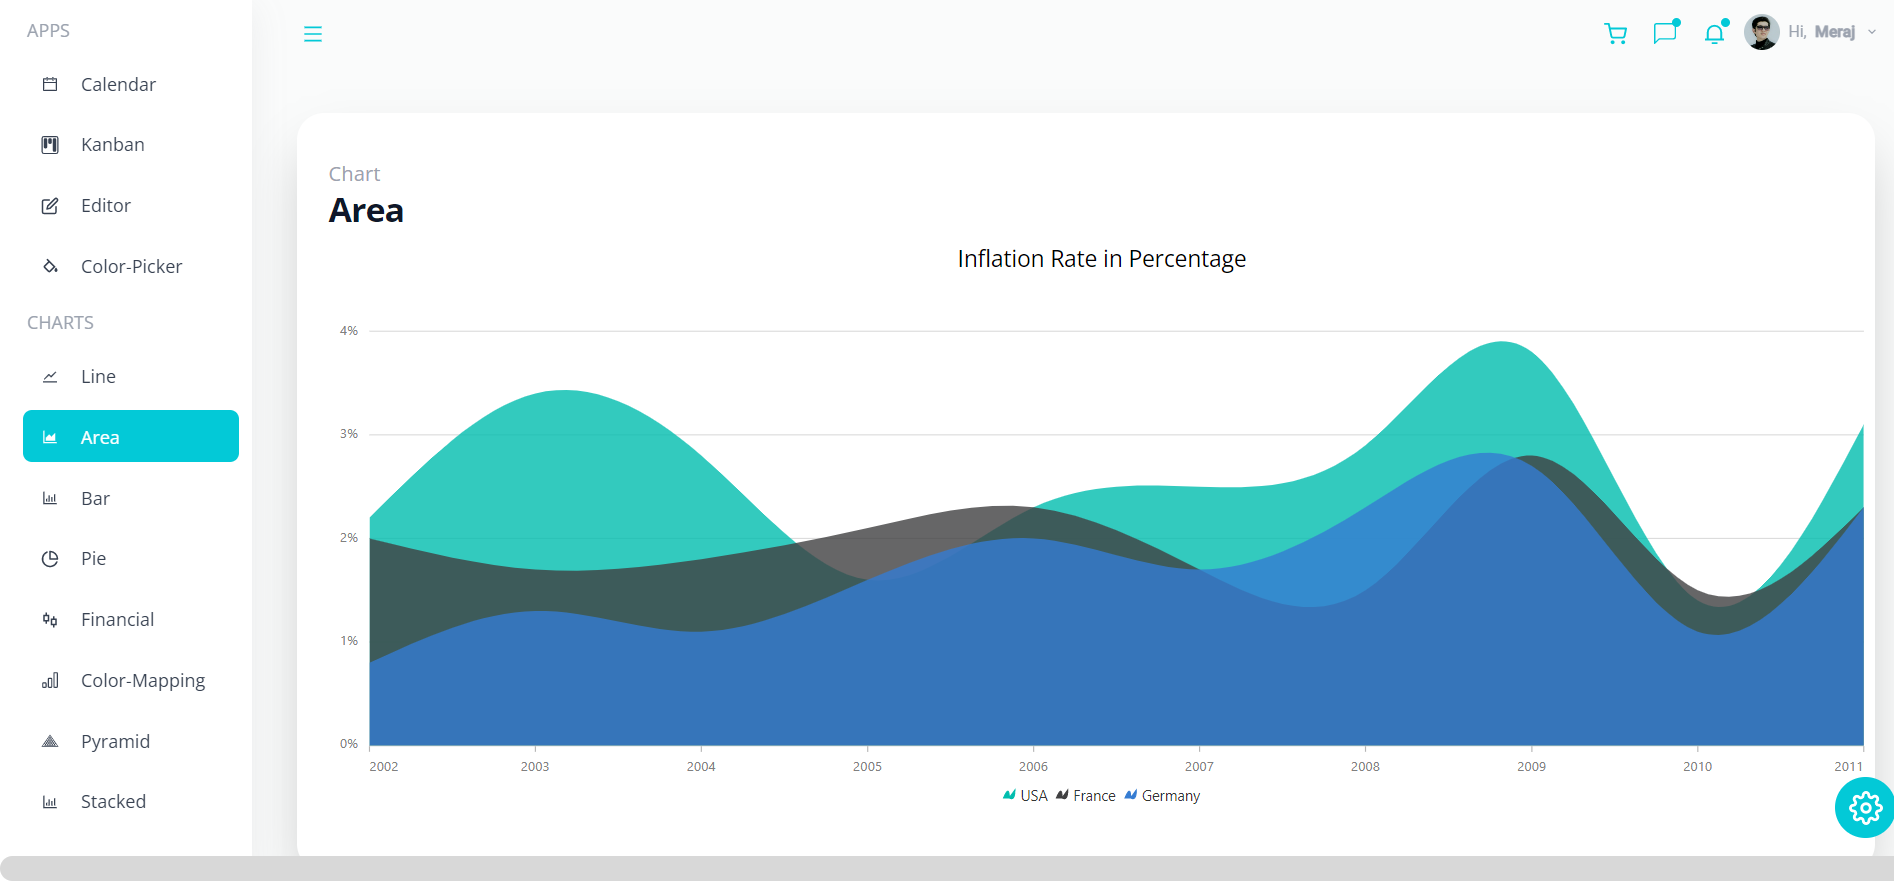 APPS
Calendar
Kanban
Editor
Color-Picker
CHARTS
Line
Area
Bar
Pie
Financial
Color-Mapping
Pyramid
Stacked
Hi, Meraj
Chart
Area
Inflation Rate in Percentage
4%
3%
2%
1%
0%
2002 2003 2004 2005 2006 2007 2008 2009 2010 2011
USA France Germany